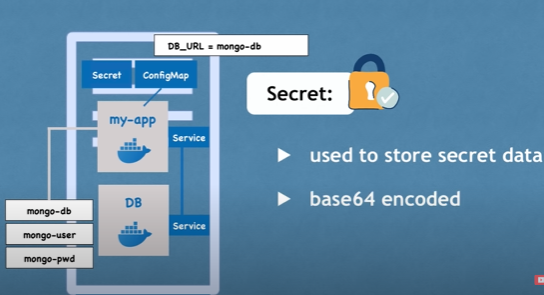 DB_URL = mongo-db
Secret
ConfigMap
Secret:
my-app
Service
used to store secret data
DB
base64 encoded
mongo-db
Service
mongo-user
mongo-pwd